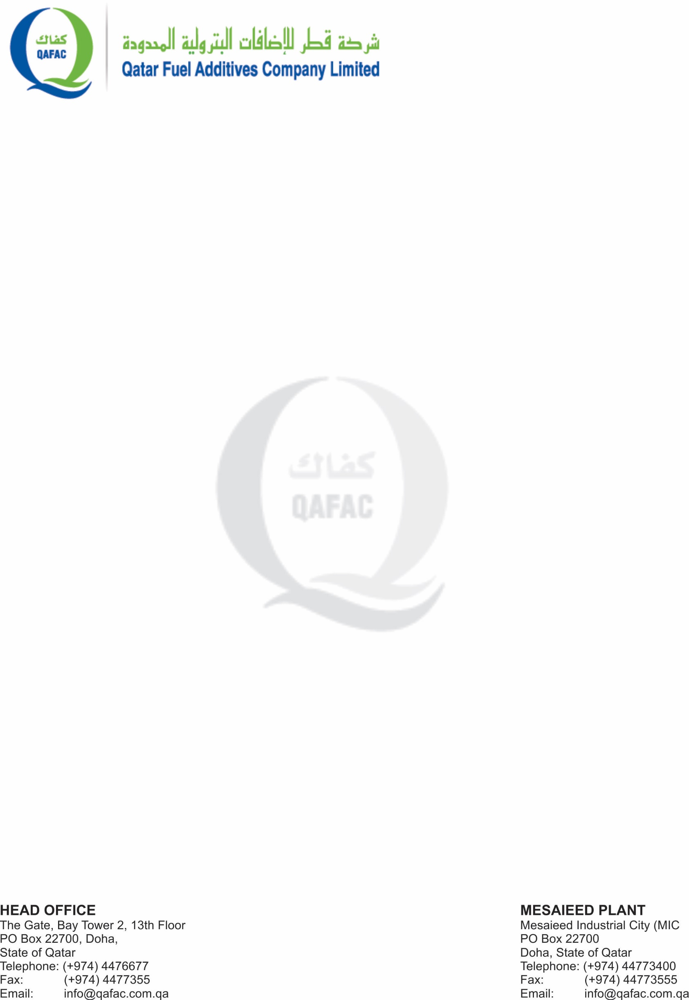 كفاك
QAFAC
شركة قطر للإضافات البترولية المحدودة
Qatar Fuel Additives Company Limited
كفاك
QAFAC
HEAD OFFICE
The Gate, Bay Tower 2, 13th Floor
PO Box 22700, Doha,
State of Qatar
Telephone: (+974) 4476677
Fax: (+974) 4477355
Email: info@qafac.com.qa
MESAIEED PLANT
Mesaieed Industrial City (MIC
PO Box 22700
Doha, State of Qatar
Telephone: (+974) 44773400
Fax: (+974) 44773555
Email: info@qafac.com.qa